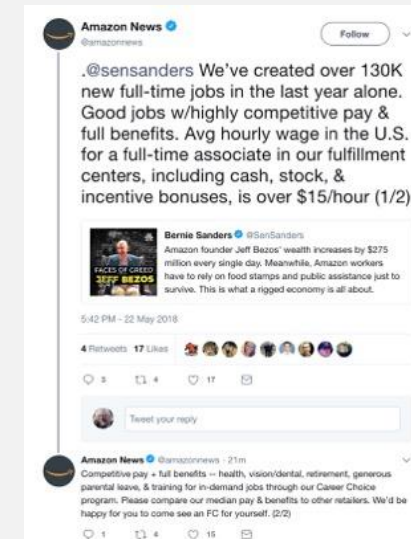 Amazon News
@amazonnews
Follow
.@sensanders We've created over 130K
new full-time jobs in the last year alone.
Good jobs w/highly competitive pay &
full benefits. Avg hourly wage in the U.S.
for a full-time associate in our fulfillment
centers, including cash, stock, &
incentive bonuses, is over $15/hour (1/2)
Bernie Sanders @SenSanders
Amazon founder Jeff Bezos' wealth increases by $275
million every single day. Meanwhile, Amazon workers
have to rely on food stamps and public assistance just to
survive. This is what a rigged economy is all about.
FACES OF GREED
JEFF BEZOS
5:42 PM - 22 May 2018
4 Retweets 17 Likes
3 4 17
Tweet your reply
Amazon News @amazonnews · 21m
Competitive pay + full benefits -- health, vision/dental, retirement, generous
parental leave, & training for in-demand jobs through our Career Choice
program. Please compare our median pay & benefits to other retailers. We'd be
happy for you to come see an FC for yourself. (2/2)
1 4 15